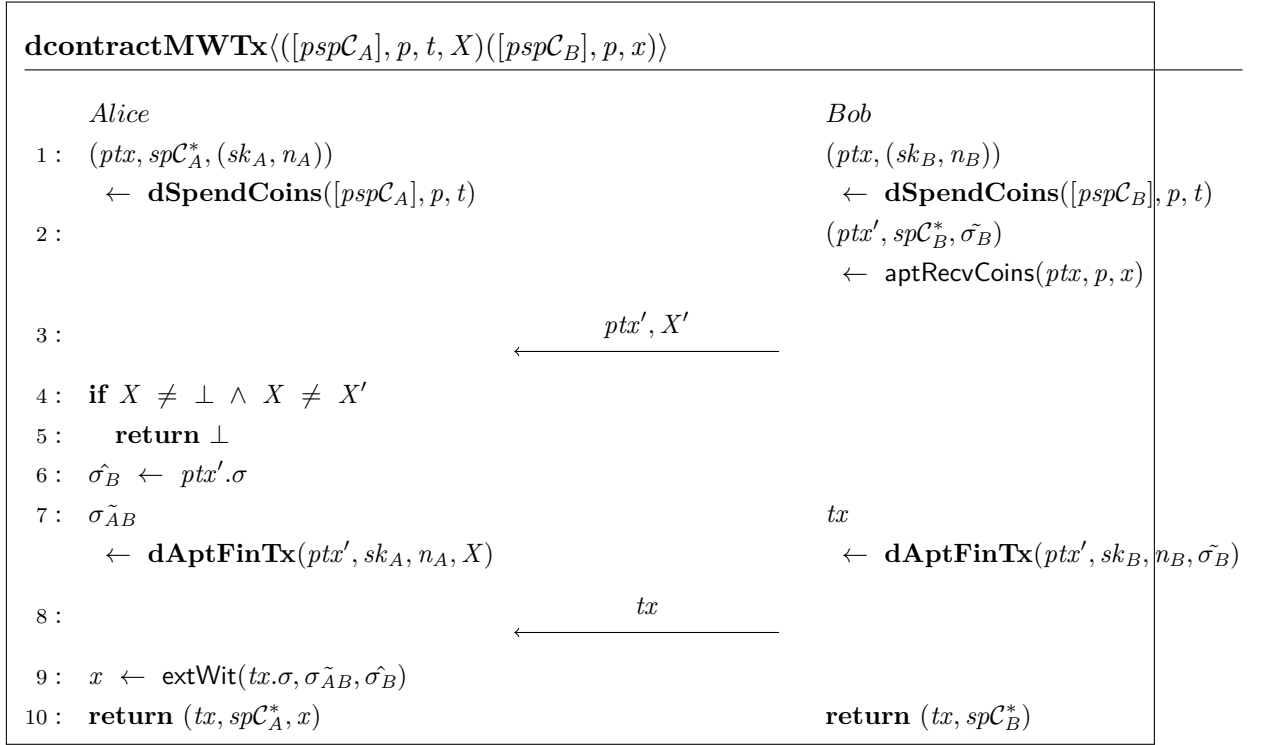 dcontractMWTx⟨([pspC_A], p, t, X)([pspC_B], p, x)⟩
Alice Bob
1 : (ptx, spC*_A, (sk_A, n_A)) (ptx, (sk_B, n_B))
← dSpendCoins([pspC_A], p, t) ← dSpendCoins([pspC_B], p, t)
2 : (ptx′, spC*_B, σ̃_B)
← aptRecvCoins(ptx, p, x)
3 : ptx′, X′
4 : if X ≠ ⊥ ∧ X ≠ X′
5 : return ⊥
6 : σ̂_B ← ptx′.σ
7 : σ̃_AB tx
← dAptFinTx(ptx′, sk_A, n_A, X) ← dAptFinTx(ptx′, sk_B, n_B, σ̃_B)
8 : tx
9 : x ← extWit(tx.σ, σ̃_AB, σ̂_B)
10 : return (tx, spC*_A, x) return (tx, spC*_B)